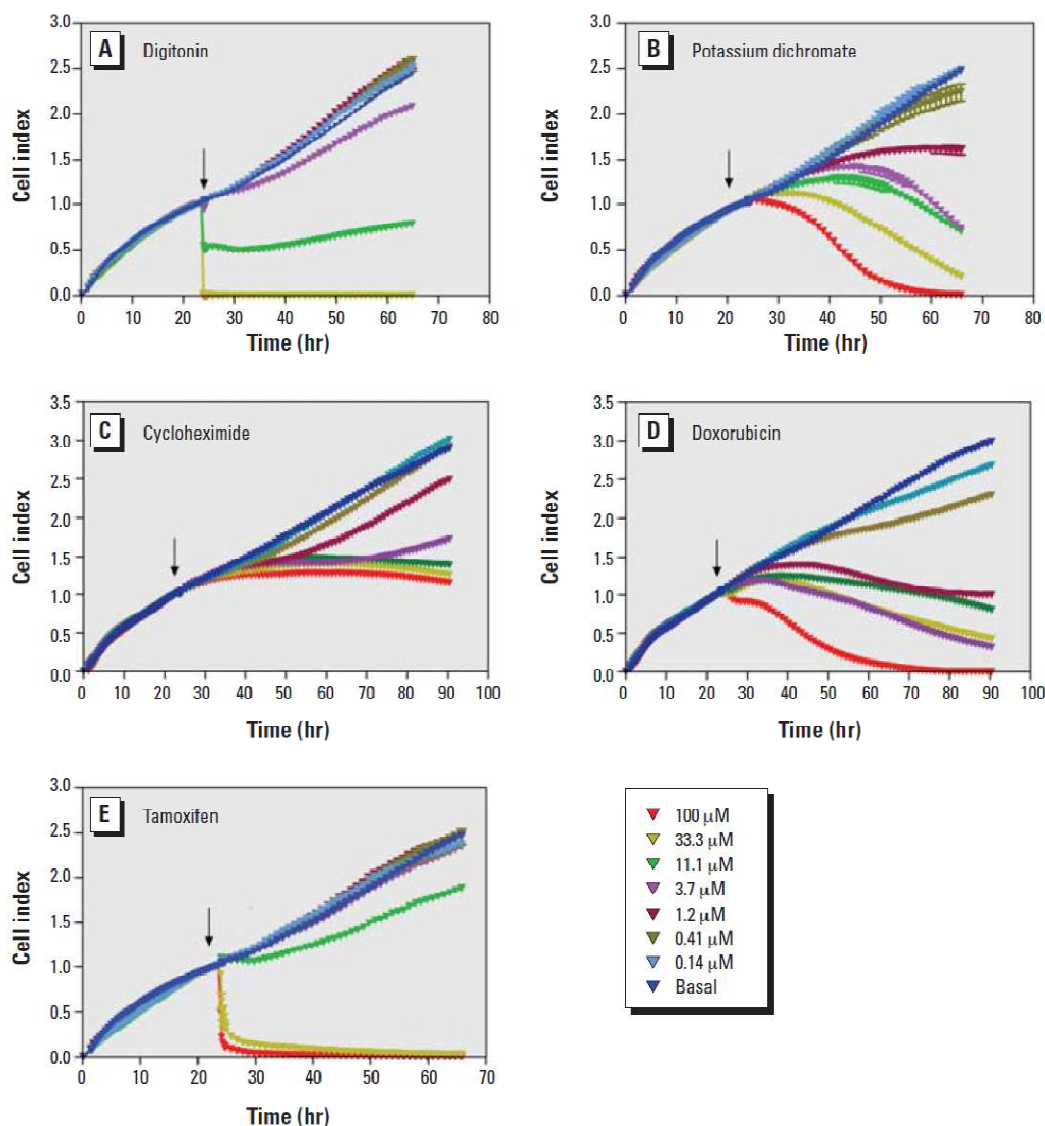 A Digitonin
Cell index
3.0
2.5
2.0
1.5
1.0
0.5
0.0
0 10 20 30 40 50 60 70 80
Time (hr)
B Potassium dichromate
Cell index
3.0
2.5
2.0
1.5
1.0
0.5
0.0
0 10 20 30 40 50 60 70 80
Time (hr)
C Cycloheximide
Cell index
3.5
3.0
2.5
2.0
1.5
1.0
0.5
0.0
0 10 20 30 40 50 60 70 80 90 100
Time (hr)
D Doxorubicin
Cell index
3.5
3.0
2.5
2.0
1.5
1.0
0.5
0.0
0 10 20 30 40 50 60 70 80 90 100
Time (hr)
E Tamoxifen
Cell index
3.0
2.5
2.0
1.5
1.0
0.5
0.0
0 10 20 30 40 50 60 70
Time (hr)
100 μM
33.3 μM
11.1 μM
3.7 μM
1.2 μM
0.41 μM
0.14 μM
Basal